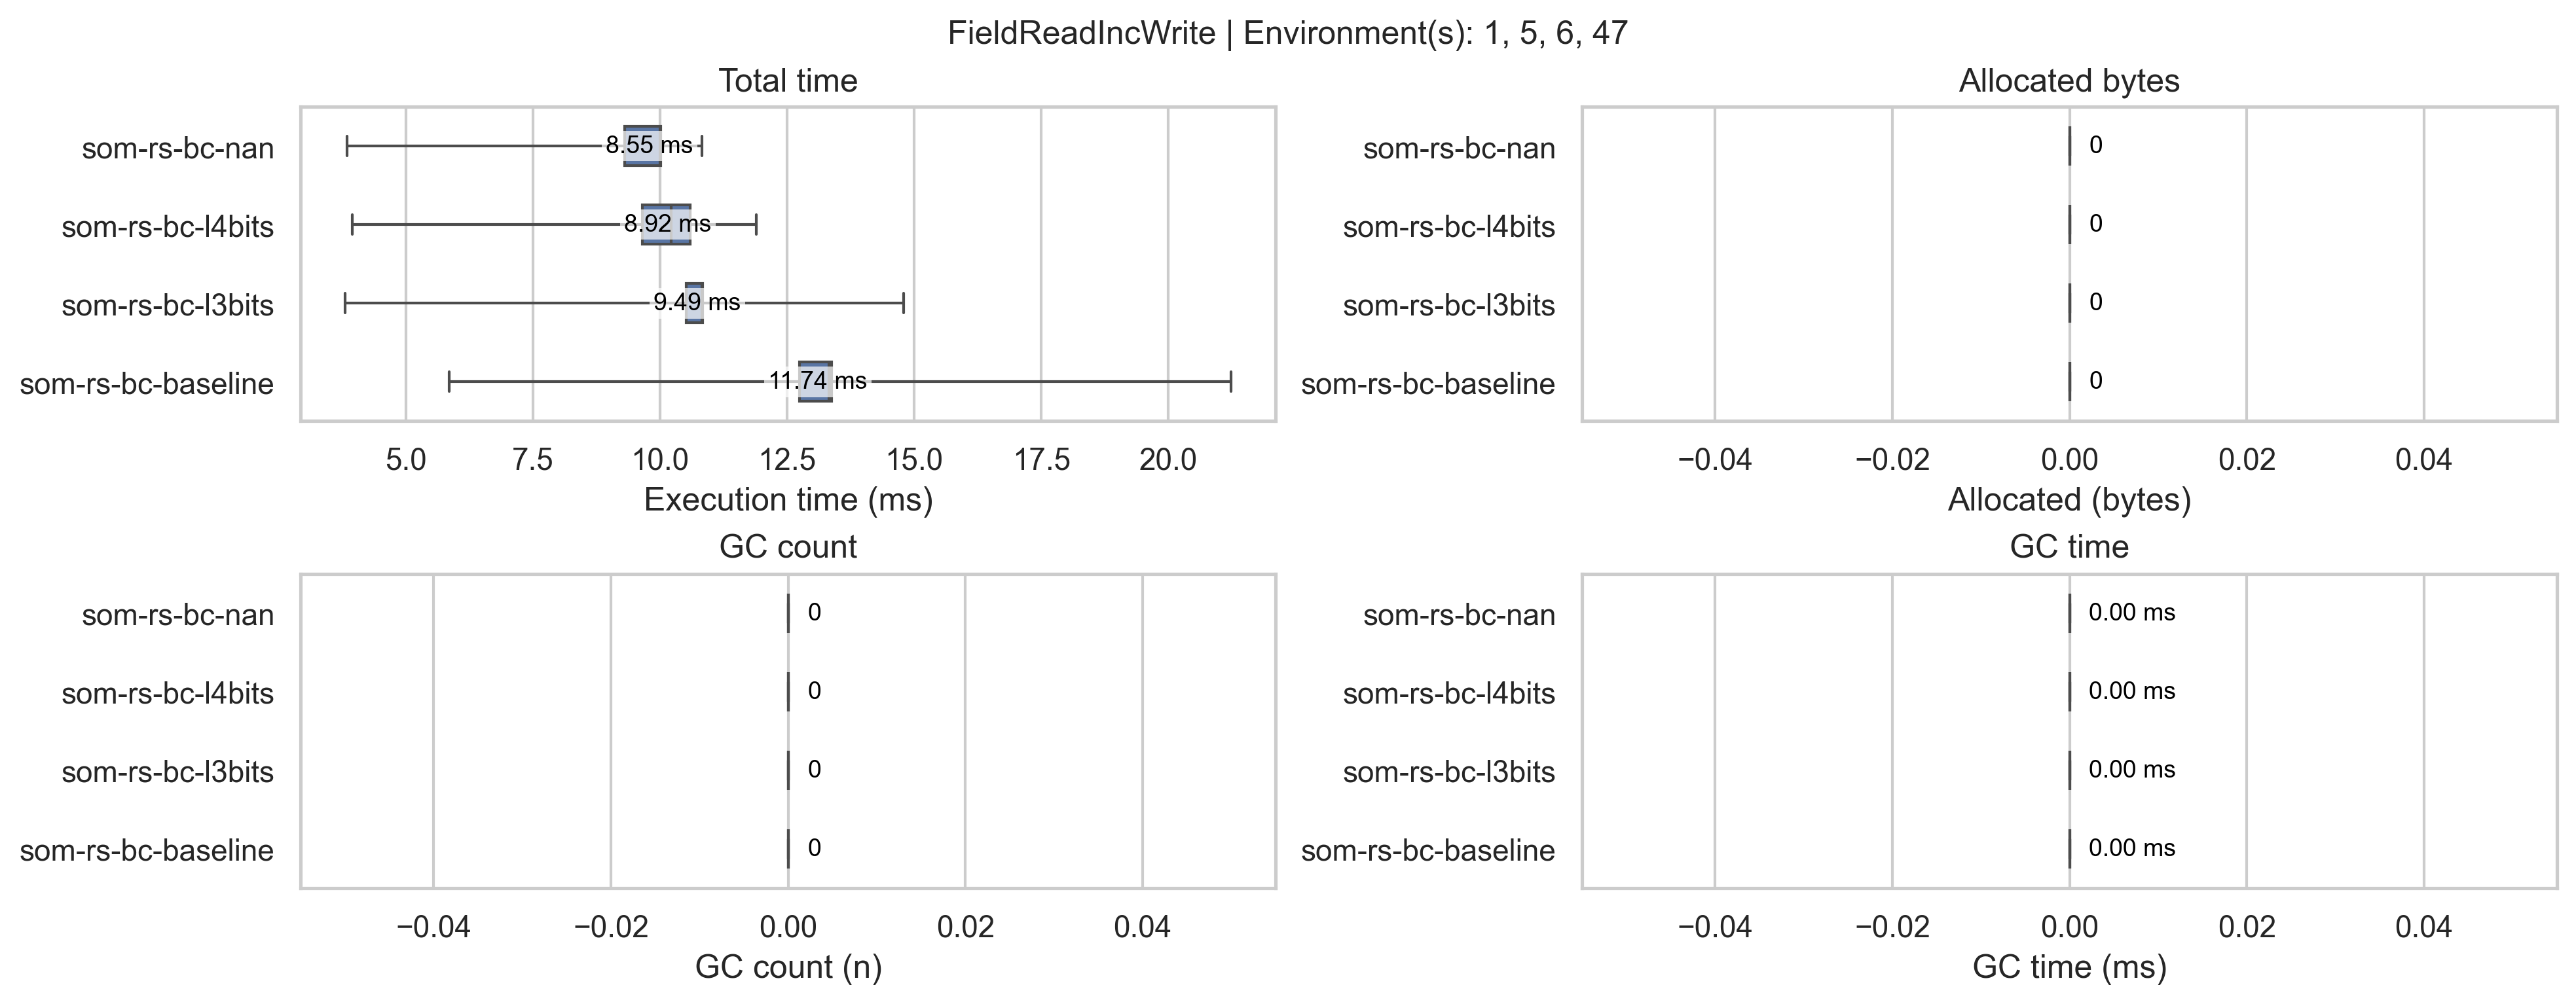 FieldReadIncWrite | Environment(s): 1, 5, 6, 47
Total time
som-rs-bc-nan
8.55 ms
som-rs-bc-l4bits
8.92 ms
som-rs-bc-l3bits
9.49 ms
som-rs-bc-baseline
11.74 ms
5.0 7.5 10.0 12.5 15.0 17.5 20.0
Execution time (ms)
Allocated bytes
som-rs-bc-nan
0
som-rs-bc-l4bits
0
som-rs-bc-l3bits
0
som-rs-bc-baseline
0
−0.04 −0.02 0.00 0.02 0.04
Allocated (bytes)
GC count
som-rs-bc-nan
0
som-rs-bc-l4bits
0
som-rs-bc-l3bits
0
som-rs-bc-baseline
0
−0.04 −0.02 0.00 0.02 0.04
GC count (n)
GC time
som-rs-bc-nan
0.00 ms
som-rs-bc-l4bits
0.00 ms
som-rs-bc-l3bits
0.00 ms
som-rs-bc-baseline
0.00 ms
−0.04 −0.02 0.00 0.02 0.04
GC time (ms)